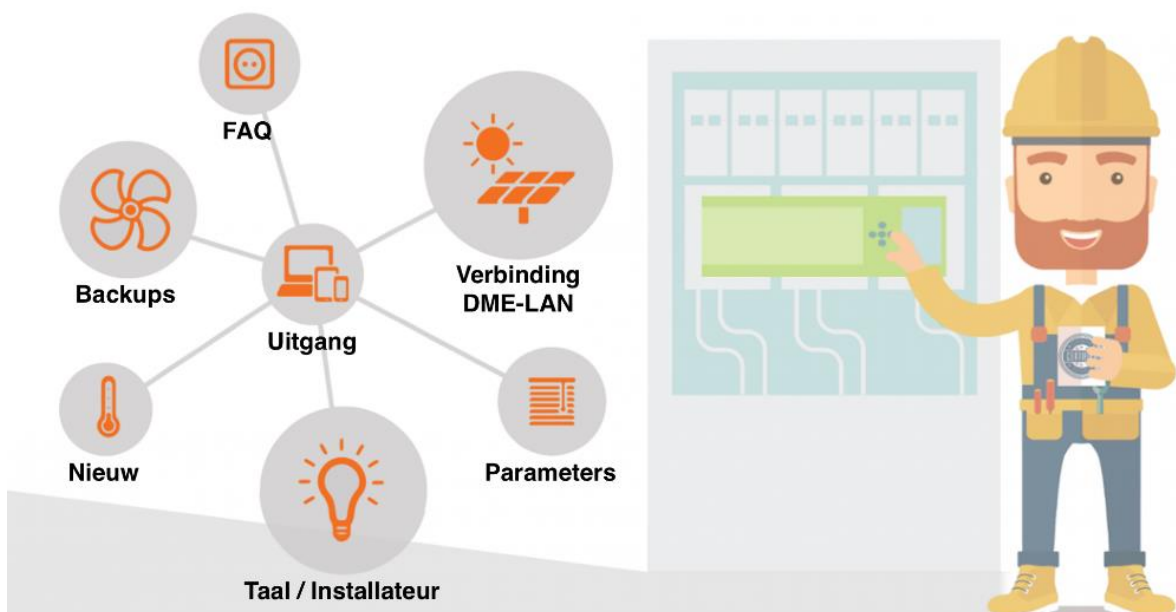 FAQ
Verbinding
DME-LAN
Backups
Uitgang
Nieuw
Parameters
Taal / Installateur